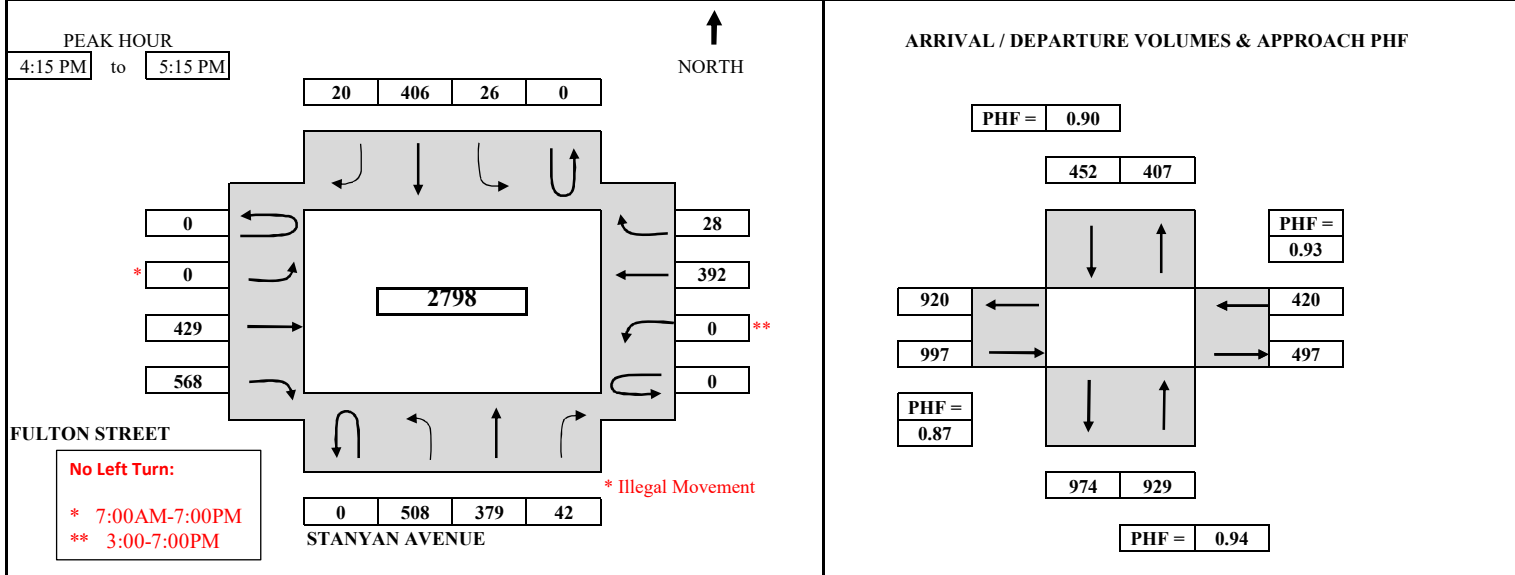 PEAK HOUR
4:15 PM to 5:15 PM
NORTH
20 406 26 0
0
* 0
429
568
2798
28
392
0 **
0
FULTON STREET
No Left Turn:
* 7:00AM-7:00PM
** 3:00-7:00PM
* Illegal Movement
0 508 379 42
STANYAN AVENUE
ARRIVAL / DEPARTURE VOLUMES & APPROACH PHF
PHF = 0.90
452 407
PHF =
0.93
920
997
420
497
PHF =
0.87
974 929
PHF = 0.94